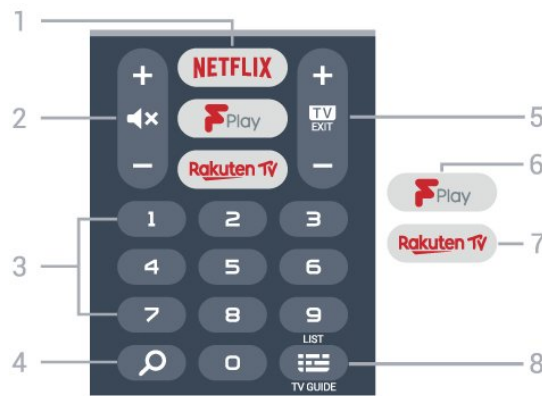 1
NETFLIX
+ +
2
TV
EXIT
5
F Play
6
F Play
- -
Rakuten TV
Rakuten TV
7
1 2 3
3
4 5 6
7 8 9
LIST
4
0
8
TV GUIDE